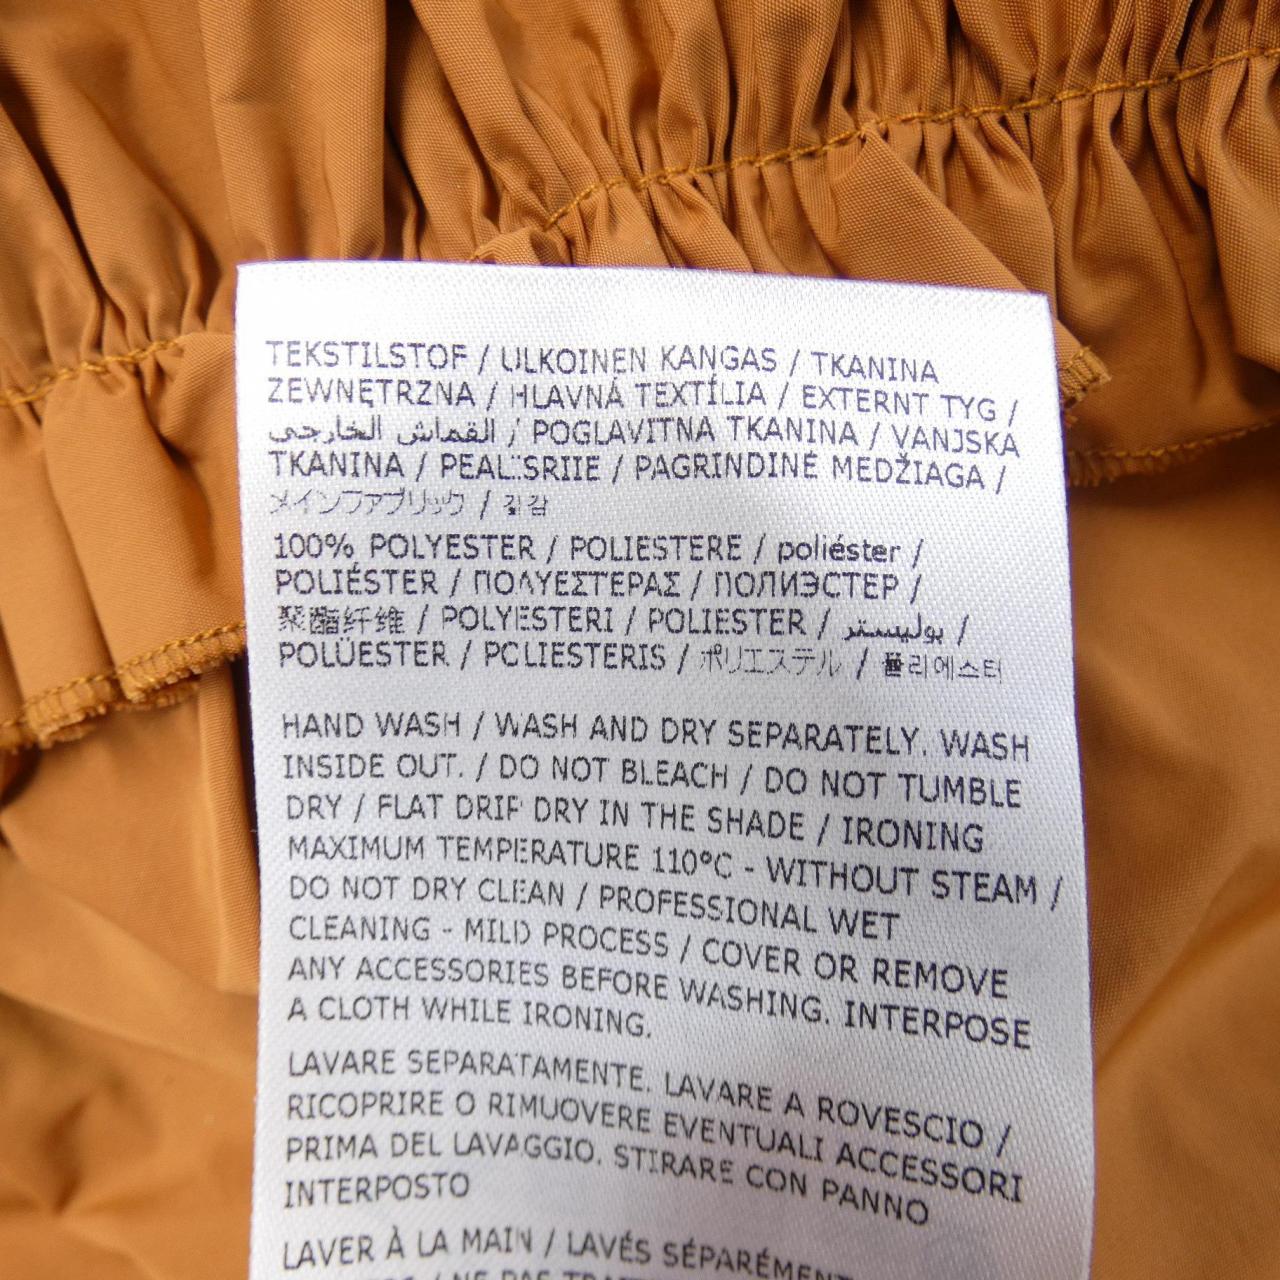 TEKSTILSTOF / ULKOINEN KANGAS / TKANINA
ZEWNĘTRZNA / HLAVNÁ TEXTÍLIA / EXTERNT TYG /
القماش الخارجي / POGLAVITNA TKANINA / VANJSKA
TKANINA / PEALISRIIE / PAGRINDINĖ MEDŽIAGA /
メインファブリック / 겉감
100% POLYESTER / POLIESTERE / poliéster /
POLIÉSTER / ΠΟΛΥΕΣΤΕΡΑΣ / ПОЛИЭСТЕР /
聚酯纤维 / POLYESTERI / POLIESTER / بوليستر /
POLÜESTER / POLIESTERIS / ポリエステル / 폴리에스터
HAND WASH / WASH AND DRY SEPARATELY. WASH
INSIDE OUT. / DO NOT BLEACH / DO NOT TUMBLE
DRY / FLAT DRIP DRY IN THE SHADE / IRONING
MAXIMUM TEMPERATURE 110°C - WITHOUT STEAM /
DO NOT DRY CLEAN / PROFESSIONAL WET
CLEANING - MILD PROCESS / COVER OR REMOVE
ANY ACCESSORIES BEFORE WASHING. INTERPOSE
A CLOTH WHILE IRONING.
LAVARE SEPARATAMENTE. LAVARE A ROVESCIO /
RICOPRIRE O RIMUOVERE EVENTUALI ACCESSORI
PRIMA DEL LAVAGGIO. STIRARE CON PANNO
INTERPOSTO
LAVER À LA MAIN / LAVÉS SÉPARÉMENT